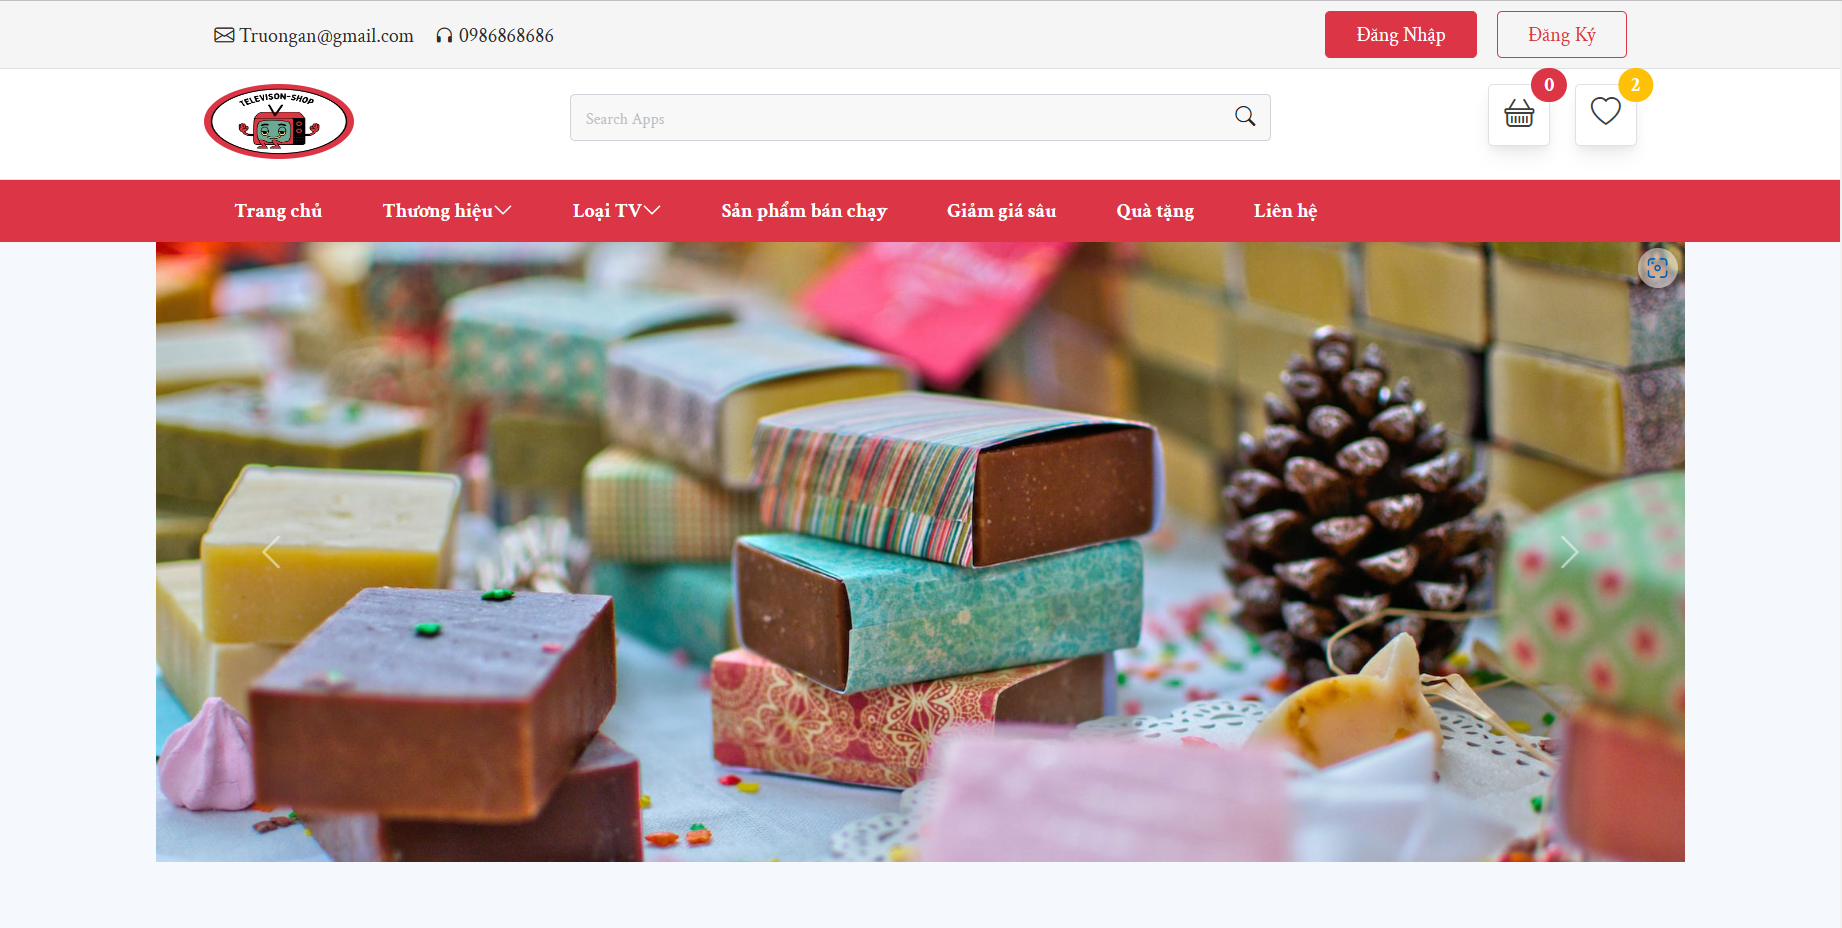 Truongan@gmail.com 0986868686 Đăng Nhập Đăng Ký
TELEVISON-SHOP
Search Apps
0
2
Trang chủ Thương hiệu Loại TV Sản phẩm bán chạy Giảm giá sâu Quà tặng Liên hệ